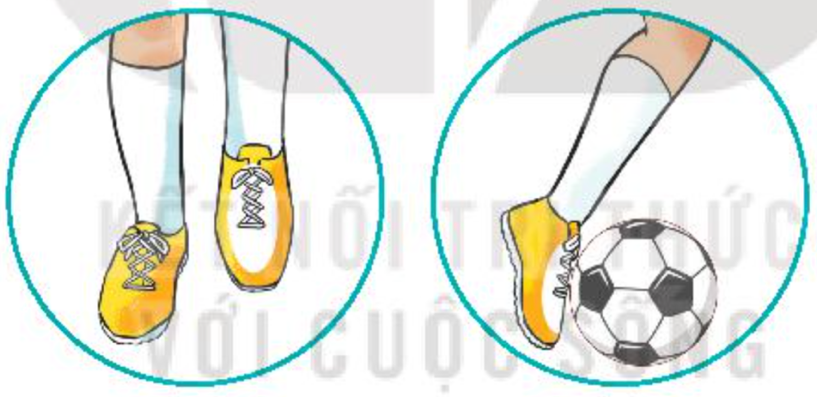 KẾT NỐI TRI THỨC
VỚI CUỘC SỐNG